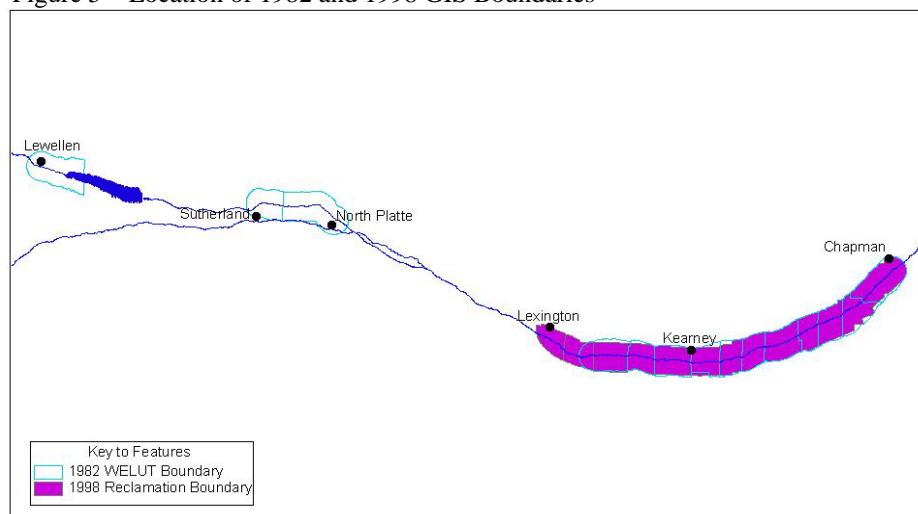 Figure 3 – Location of 1982 and 1998 GIS Boundaries
Lewellen
Sutherland
North Platte
Chapman
Lexington
Kearney
Key to Features
1982 WELUT Boundary
1998 Reclamation Boundary